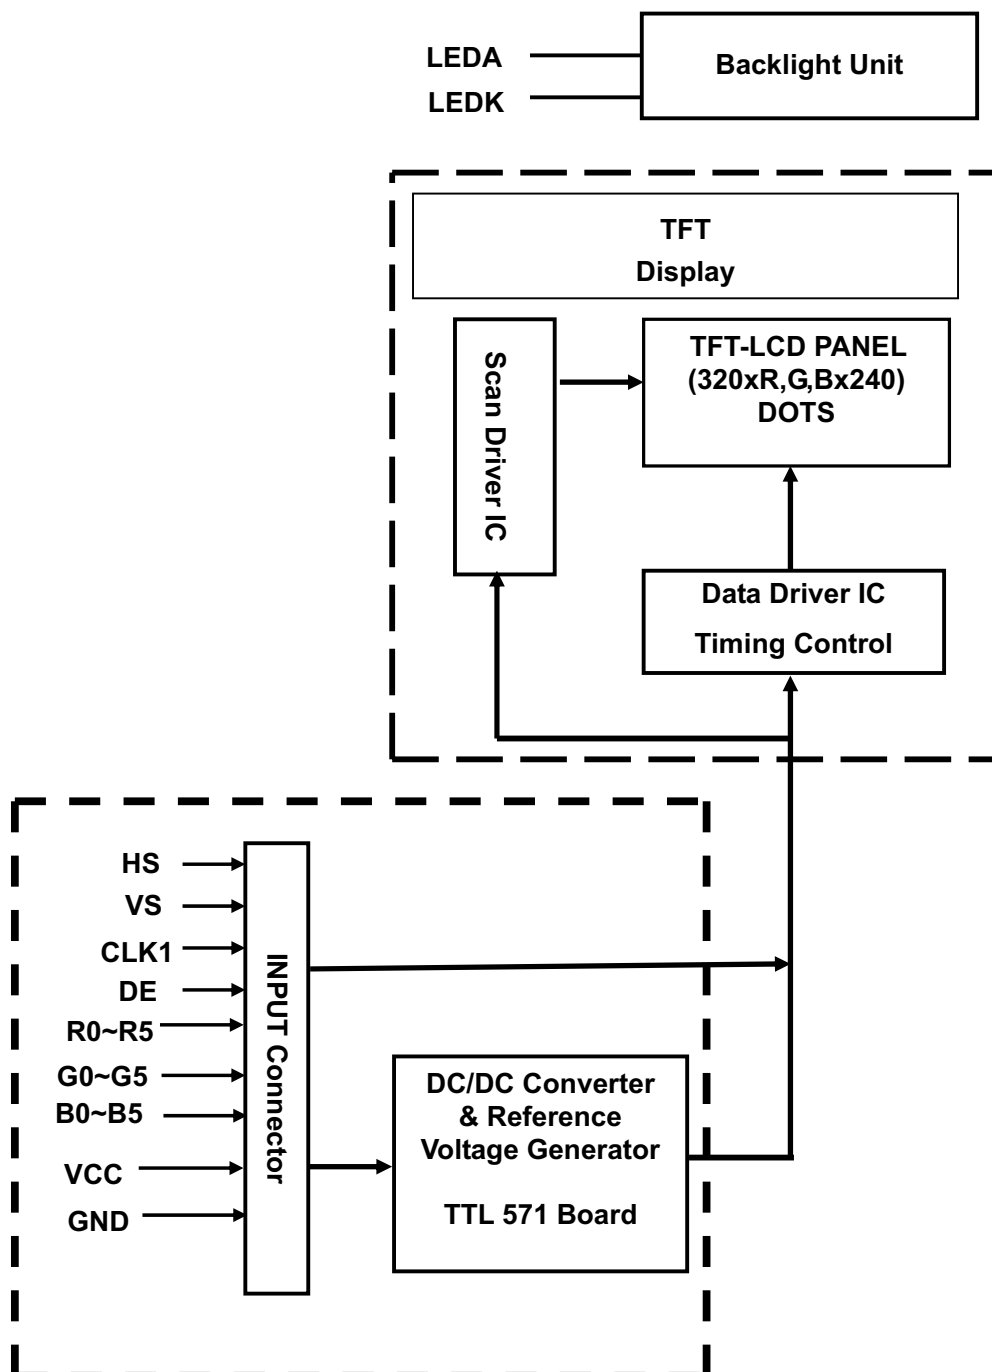 LEDA
LEDK
Backlight Unit
TFT
Display
Scan Driver IC
TFT-LCD PANEL
(320xR,G,Bx240)
DOTS
Data Driver IC
Timing Control
HS
VS
CLK1
DE
R0~R5
G0~G5
B0~B5
VCC
GND
INPUT Connector
DC/DC Converter
& Reference
Voltage Generator
TTL 571 Board